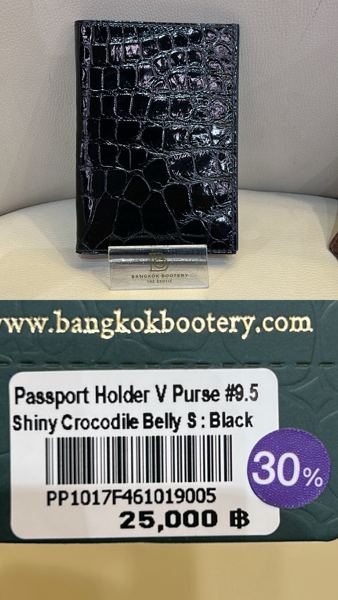 BANGKOK BOOTERY
THE EXOTIC
www.bangkokbootery.com
Passport Holder V Purse #9.5
Shiny Crocodile Belly S : Black
30%
PP1017F461019005
25,000 ฿